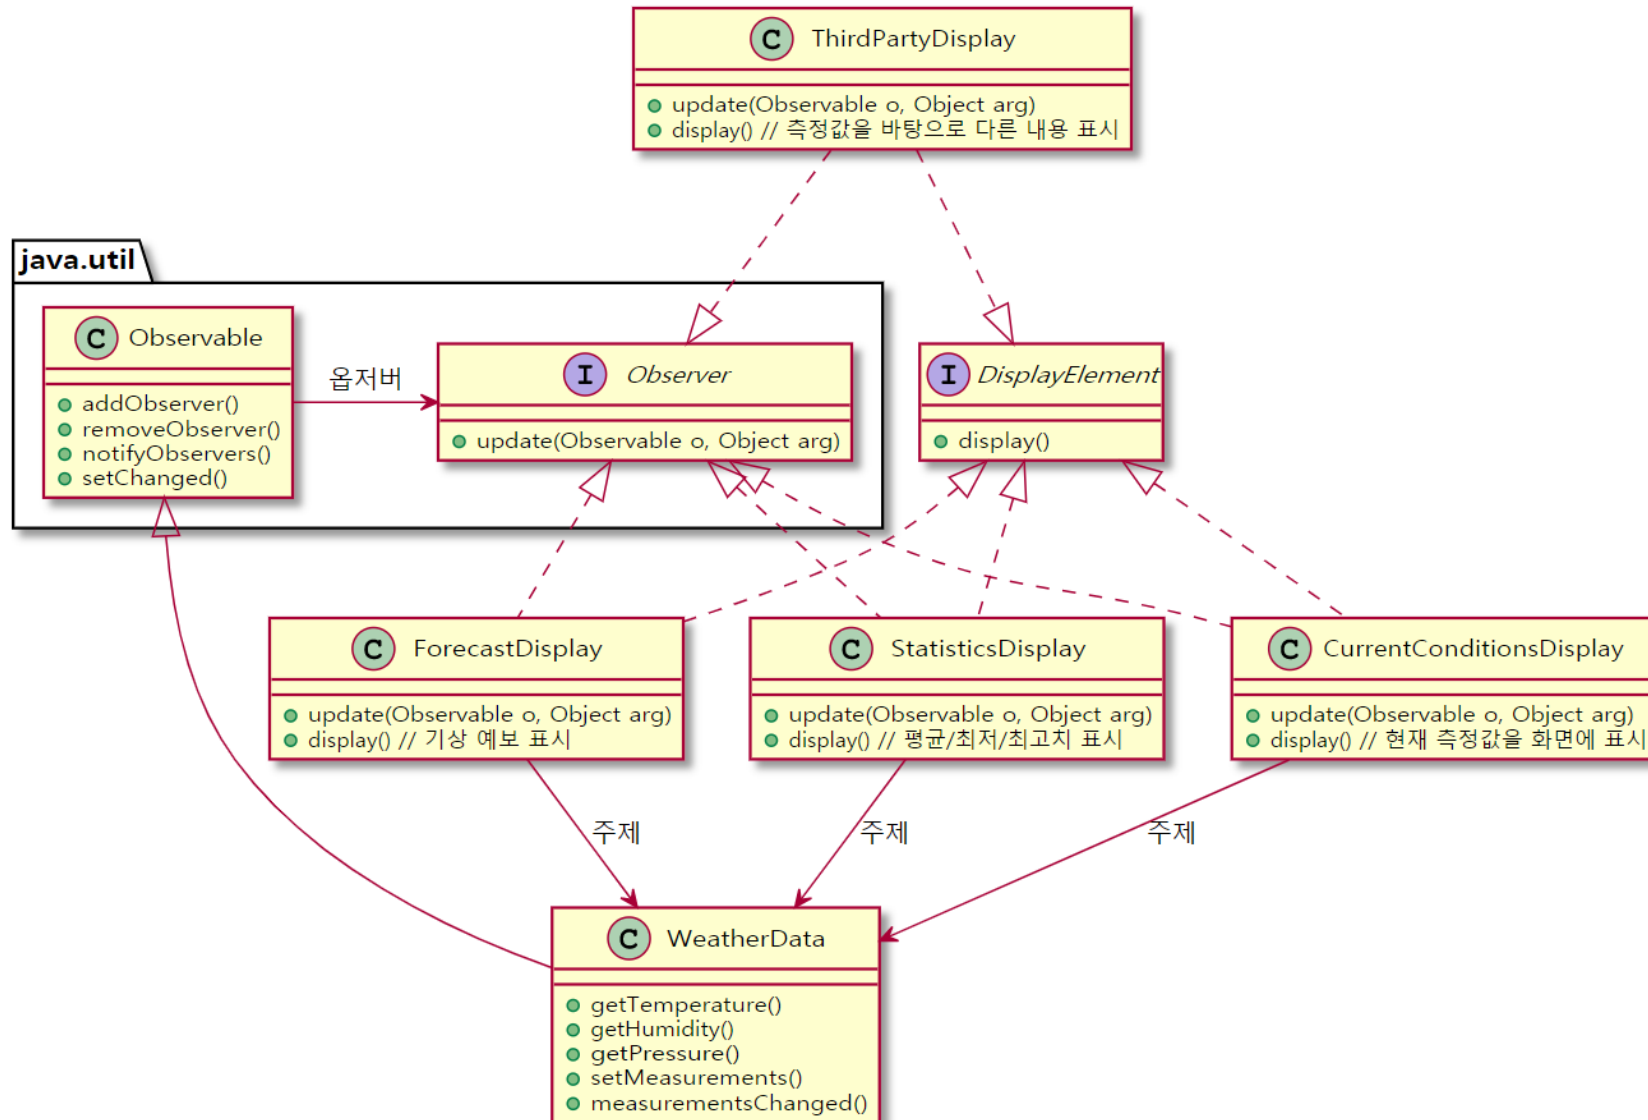 C ThirdPartyDisplay
update(Observable o, Object arg)
display() // 측정값을 바탕으로 다른 내용 표시
java.util
C Observable
addObserver()
removeObserver()
notifyObservers()
setChanged()
옵저버
I Observer
update(Observable o, Object arg)
I DisplayElement
display()
C ForecastDisplay
update(Observable o, Object arg)
display() // 기상 예보 표시
C StatisticsDisplay
update(Observable o, Object arg)
display() // 평균/최저/최고치 표시
C CurrentConditionsDisplay
update(Observable o, Object arg)
display() // 현재 측정값을 화면에 표시
주제
주제
주제
C WeatherData
getTemperature()
getHumidity()
getPressure()
setMeasurements()
measurementsChanged()